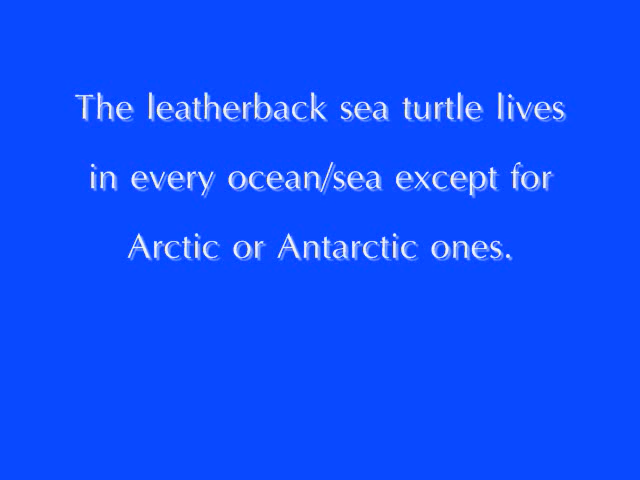 The leatherback sea turtle lives
in every ocean/sea except for
Arctic or Antarctic ones.